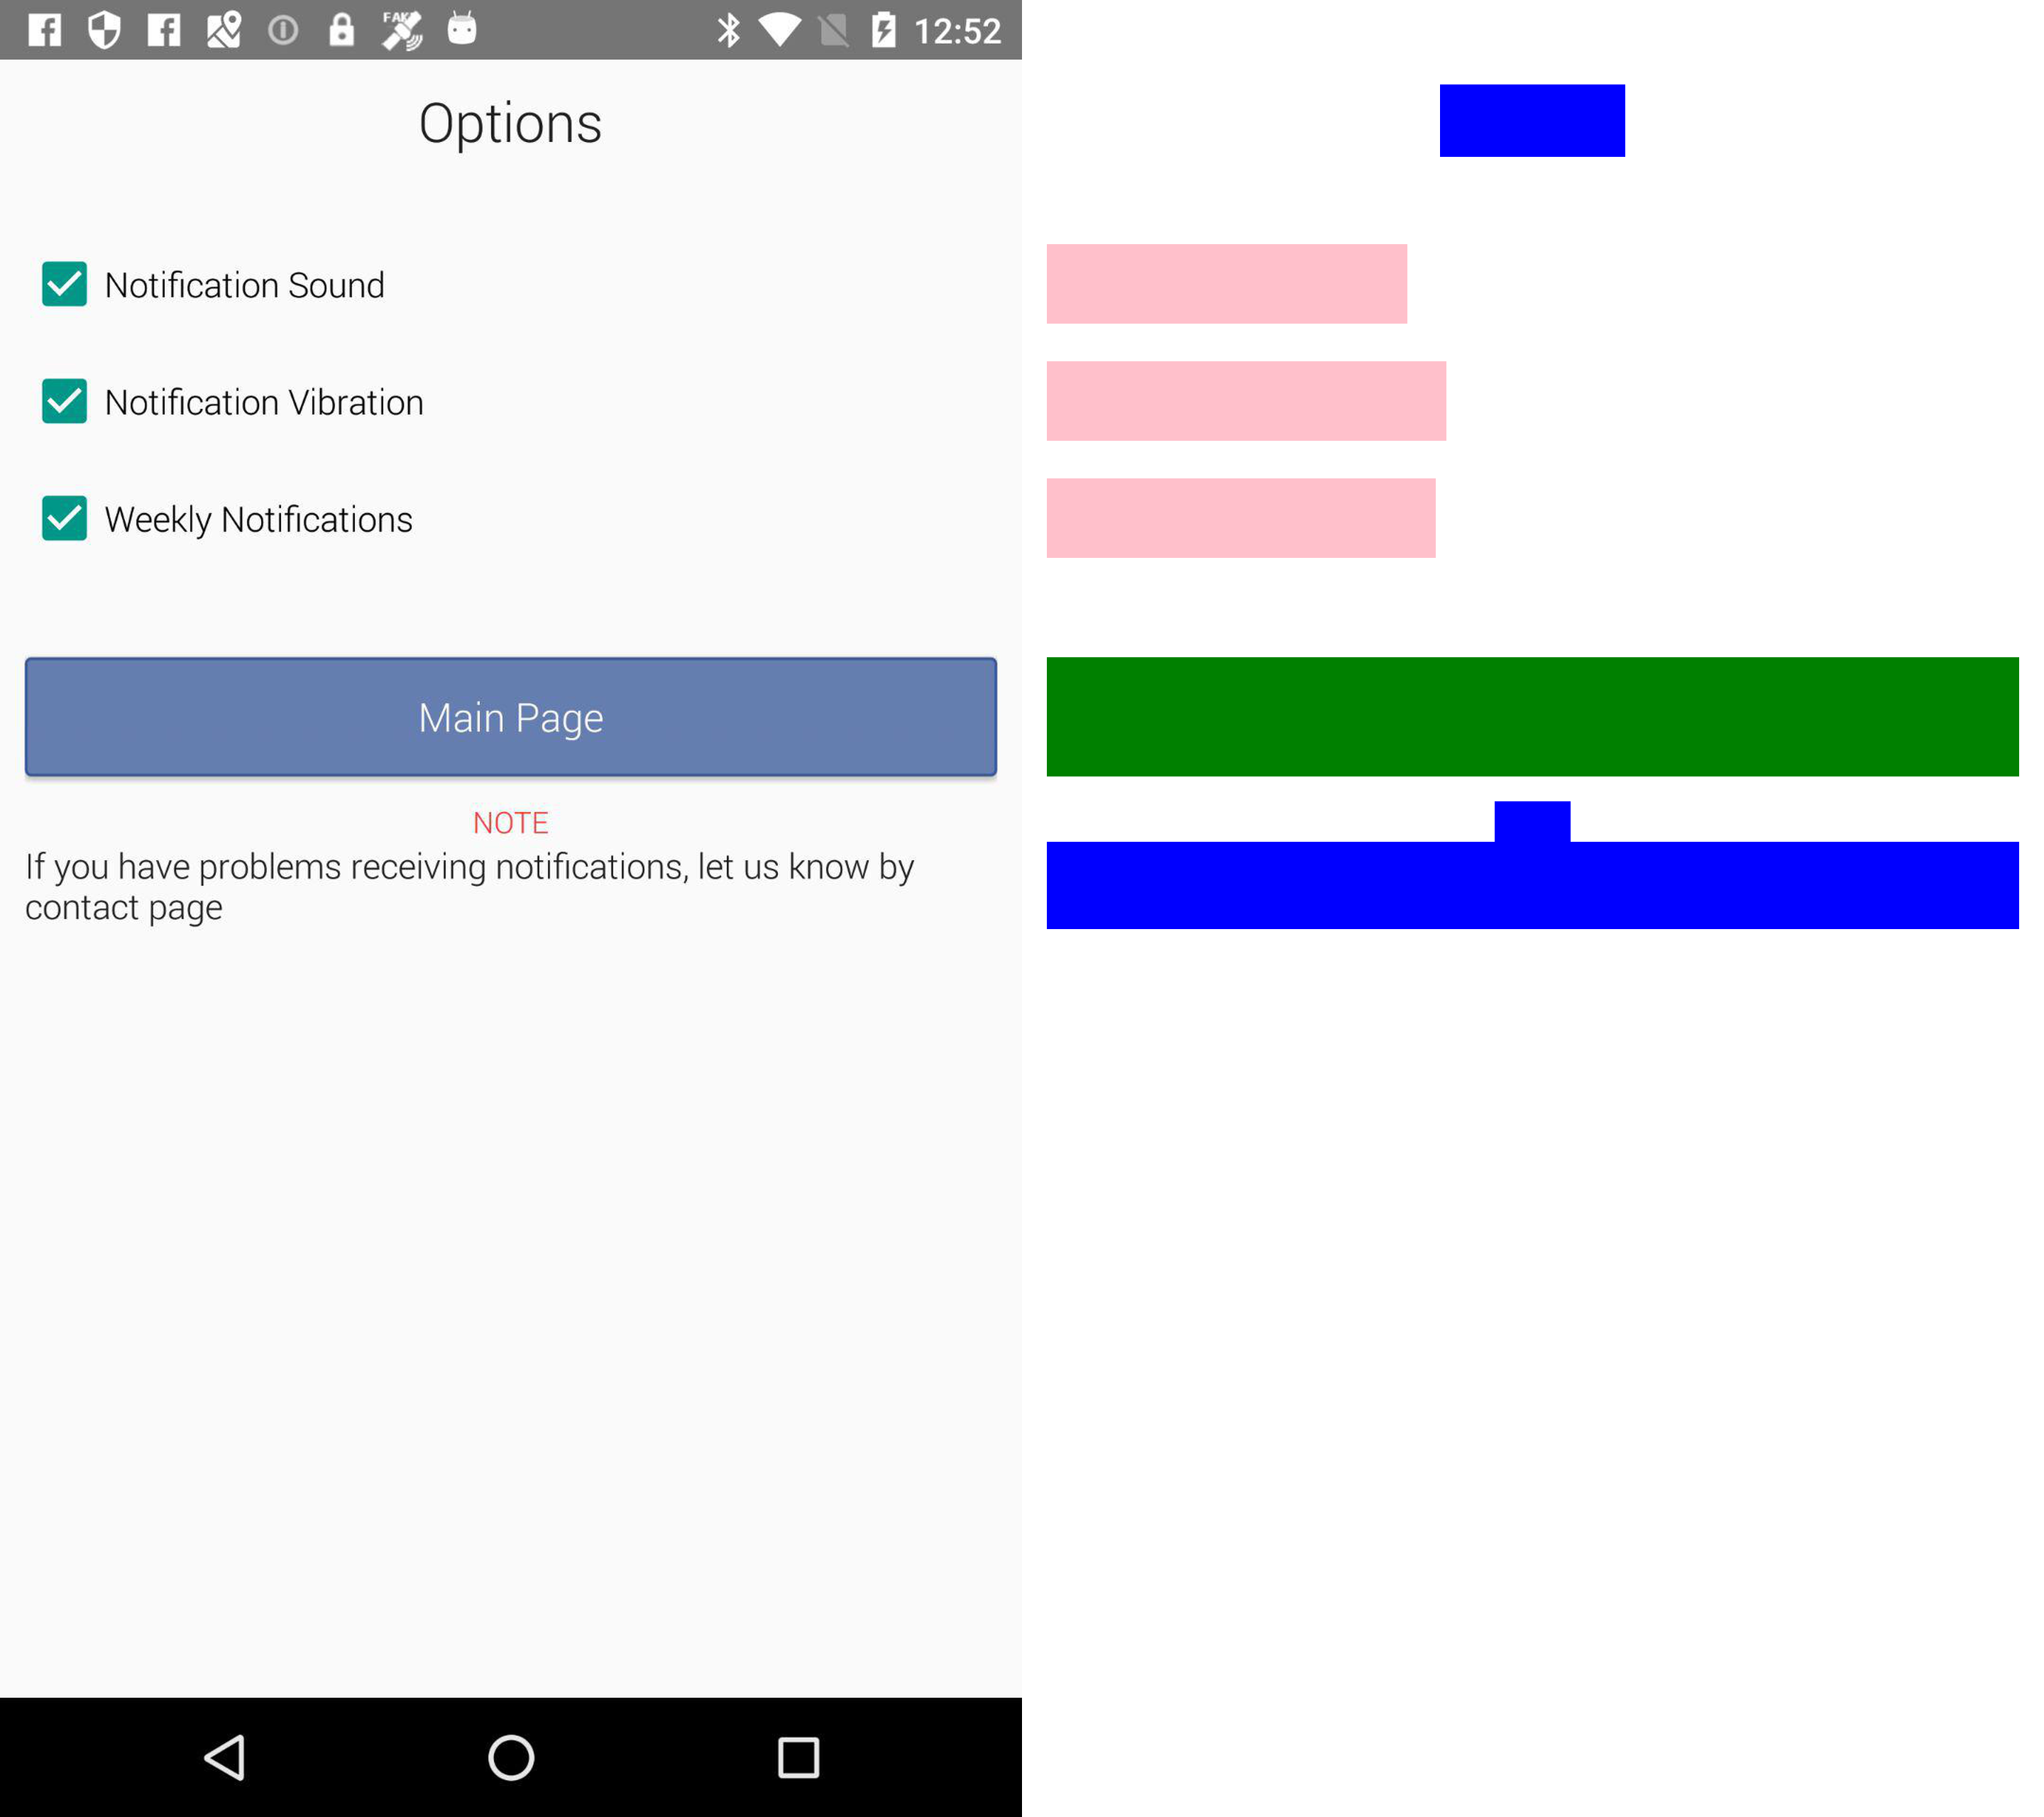 FAKE
12:52
Options
Notification Sound
Notification Vibration
Weekly Notifications
Main Page
NOTE
If you have problems receiving notifications, let us know by
contact page